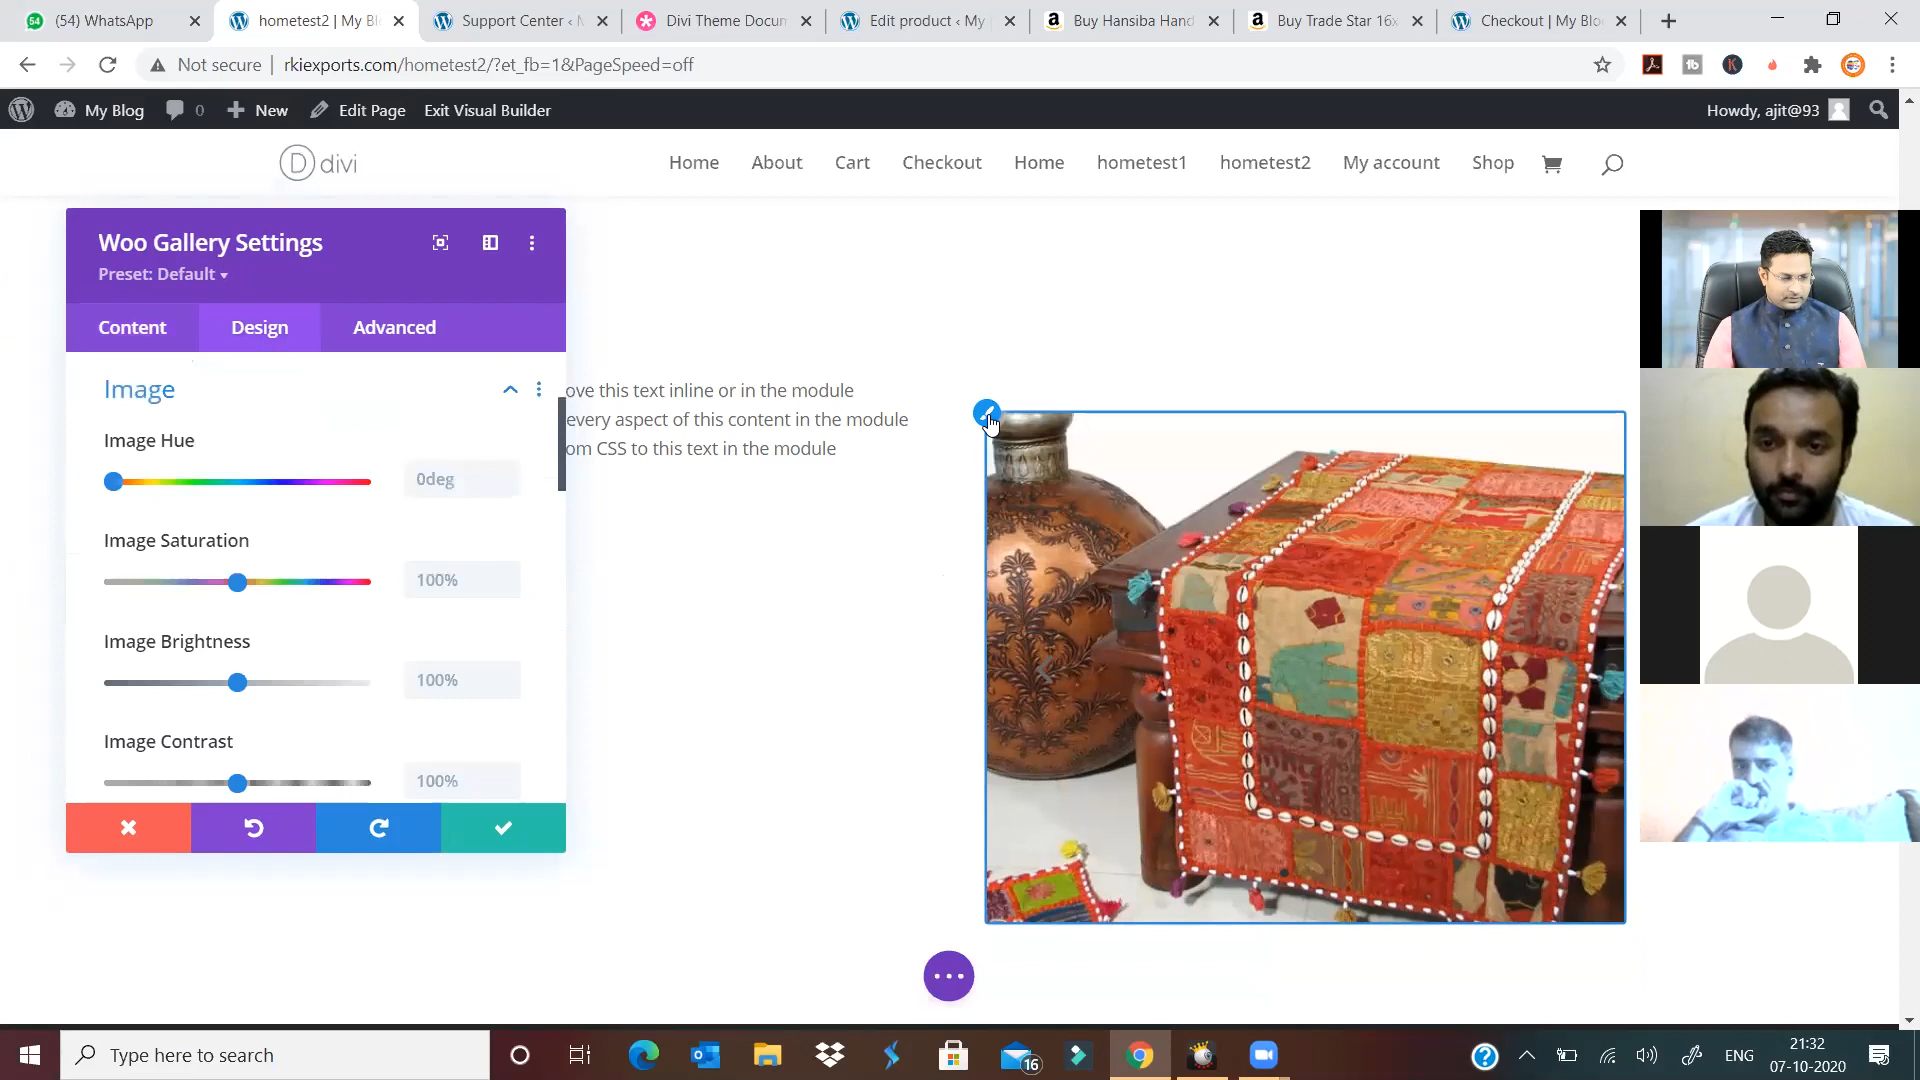 54 (54) WhatsApp
hometest2 | My Bl
Support Center ‹ M
Divi Theme Docum
Edit product ‹ My
Buy Hansiba Hand
Buy Trade Star 16x
Checkout | My Blo
Not secure | rkiexports.com/hometest2/?et_fb=1&PageSpeed=off
My Blog 0 New Edit Page Exit Visual Builder Howdy, ajit@93
D divi
Home About Cart Checkout Home hometest1 hometest2 My account Shop
Woo Gallery Settings
Preset: Default
Content Design Advanced
Image
ove this text inline or in the module
every aspect of this content in the module
om CSS to this text in the module
Image Hue
0deg
Image Saturation
100%
Image Brightness
100%
Image Contrast
100%
Type here to search
16
ENG
21:32
07-10-2020